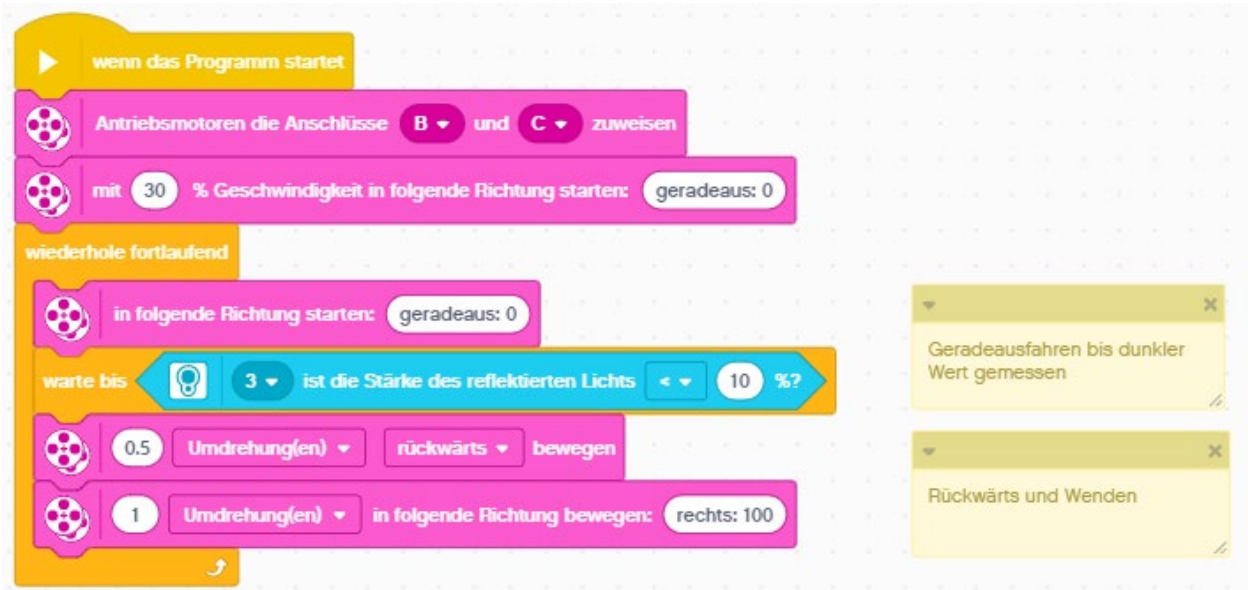 wenn das Programm startet
Antriebsmotoren die Anschlüsse B und C zuweisen
mit 30 % Geschwindigkeit in folgende Richtung starten: geradeaus: 0
wiederhole fortlaufend
in folgende Richtung starten: geradeaus: 0
warte bis 3 ist die Stärke des reflektierten Lichts < 10 %?
0.5 Umdrehung(en) rückwärts bewegen
1 Umdrehung(en) in folgende Richtung bewegen: rechts: 100
Geradeausfahren bis dunkler
Wert gemessen
Rückwärts und Wenden